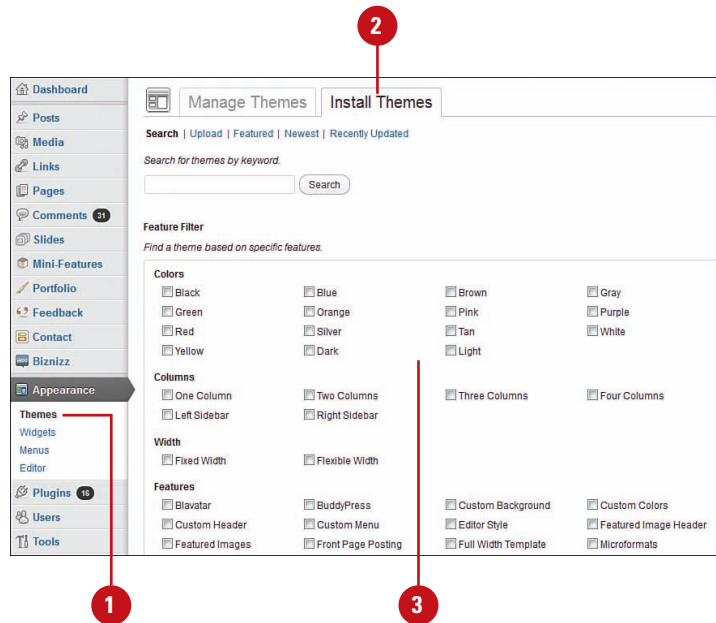 2
Dashboard
Posts
Media
Links
Pages
Comments 31
Slides
Mini-Features
Portfolio
Feedback
Contact
Biznizz
Appearance
Themes
Widgets
Menus
Editor
Plugins 16
Users
Tools
Manage Themes Install Themes
Search | Upload | Featured | Newest | Recently Updated
Search for themes by keyword.
Search
Feature Filter
Find a theme based on specific features.
Colors
Black Blue Brown Gray
Green Orange Pink Purple
Red Silver Tan White
Yellow Dark Light
Columns
One Column Two Columns Three Columns Four Columns
Left Sidebar Right Sidebar
Width
Fixed Width Flexible Width
Features
Blavatar BuddyPress Custom Background Custom Colors
Custom Header Custom Menu Editor Style Featured Image Header
Featured Images Front Page Posting Full Width Template Microformats
1 3